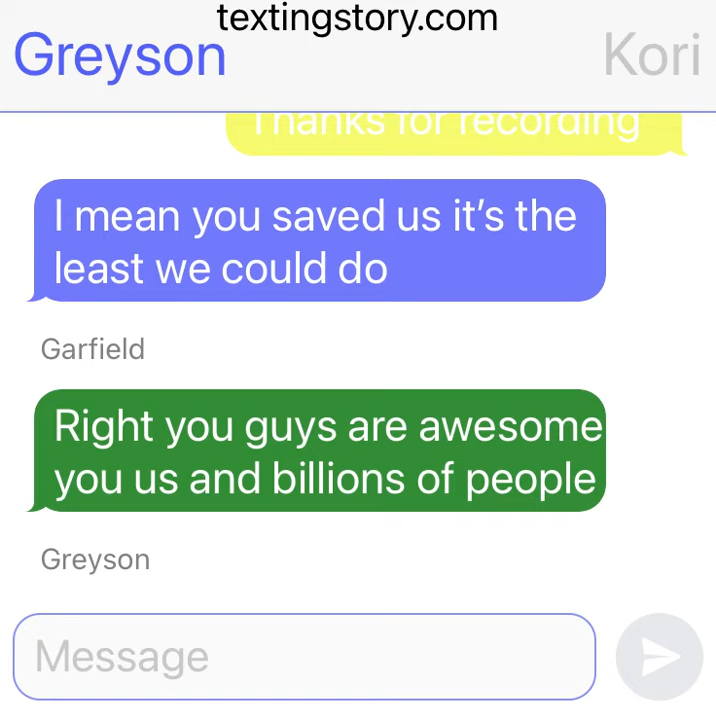 textingstory.com
Greyson Kori
Thanks for recording
I mean you saved us it’s the
least we could do
Garfield
Right you guys are awesome
you us and billions of people
Greyson
Message